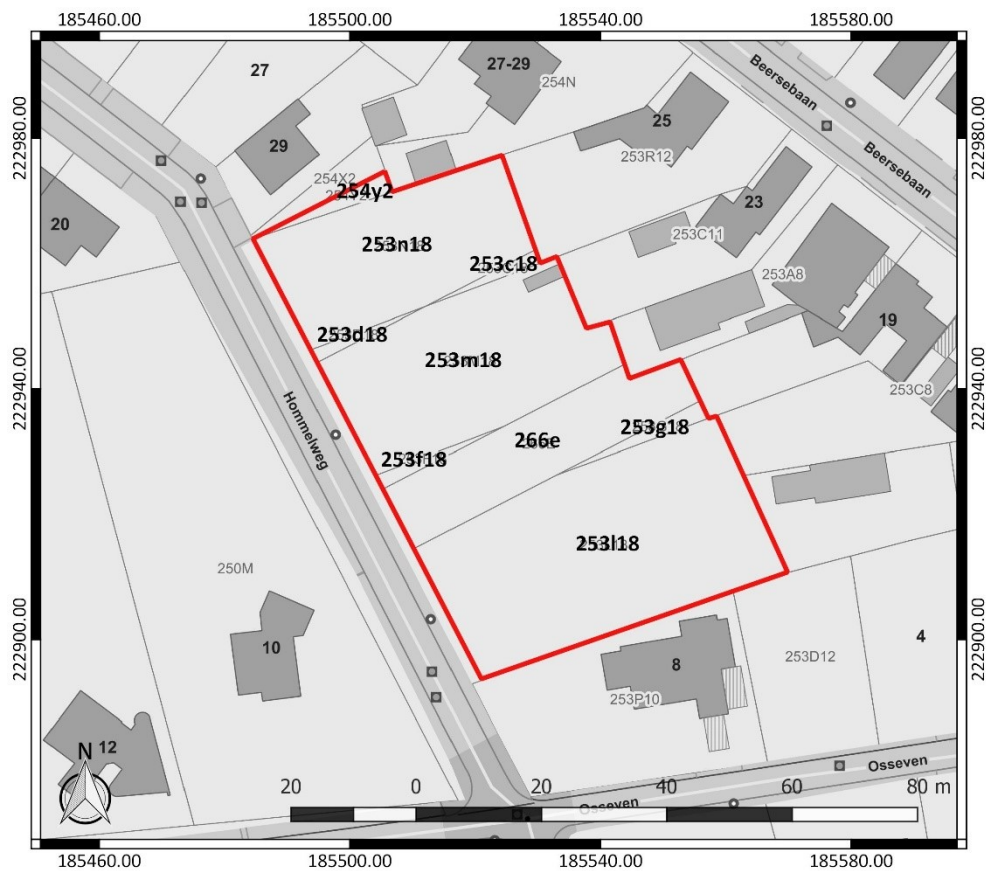 185460.00 185500.00 185540.00 185580.00
222980.00
222940.00
222900.00
222980.00
222940.00
222900.00
27
27-29
254N
Beersebaan
Beersebaan
29
25
253R12
254X2
254y2
20
253n18
253c18
23
253C11
253A8
19
253d18
253m18
253C8
Hommelweg
266e
253g18
253f18
253l18
250M
10
8
253D12
4
253P10
N
12
Osseven
Osseven
20 0 20 40 60 80 m
185460.00 185500.00 185540.00 185580.00